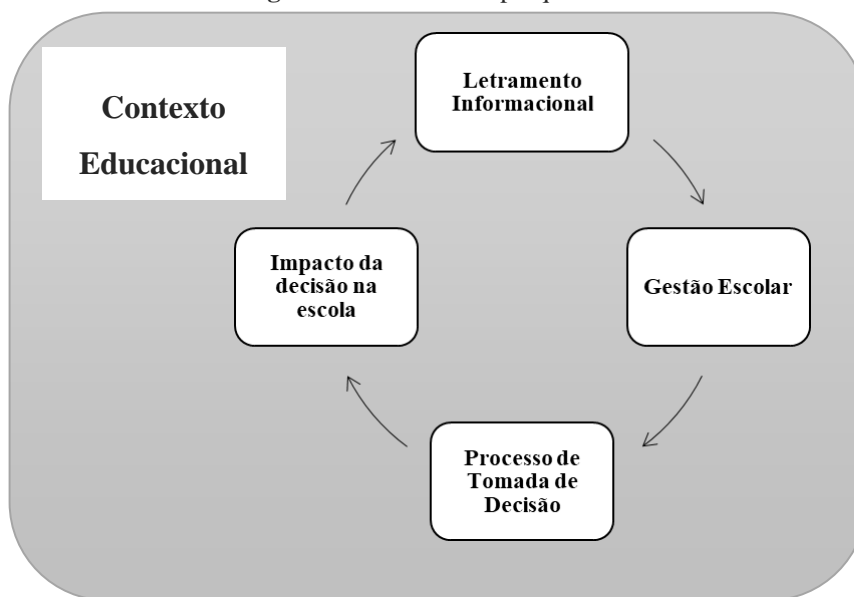 Contexto
Educacional
Letramento
Informacional
Impacto da
decisão na
escola
Gestão Escolar
Processo de
Tomada de
Decisão